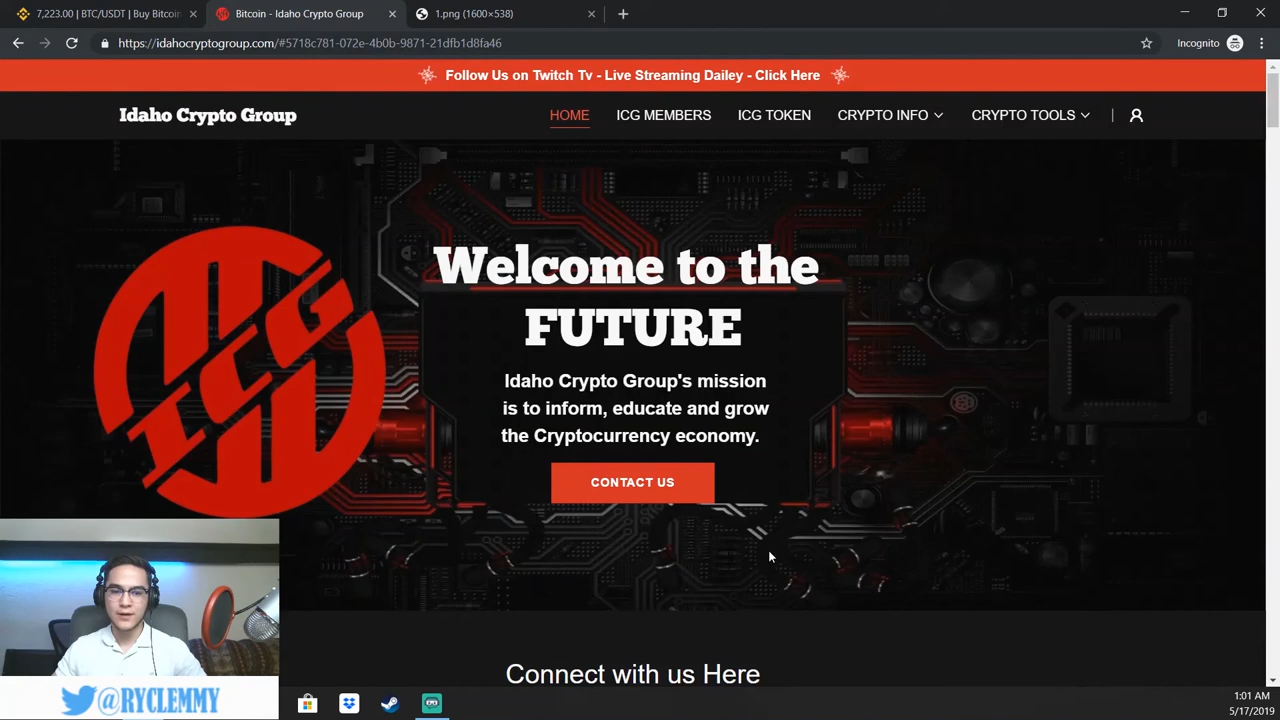 7,223.00 | BTC/USDT | Buy Bitcoin
Bitcoin - Idaho Crypto Group
1.png (1600×538)
https://idahocryptogroup.com/#5718c781-072e-4b0b-9871-21dfb1d8fa46
Incognito
Follow Us on Twitch Tv - Live Streaming Dailey - Click Here
Idaho Crypto Group
HOME
ICG MEMBERS
ICG TOKEN
CRYPTO INFO
CRYPTO TOOLS
Welcome to the
FUTURE
ICG
Idaho Crypto Group's mission
is to inform, educate and grow
the Cryptocurrency economy.
CONTACT US
Connect with us Here
@RYCLEMMY
1:01 AM
5/17/2019